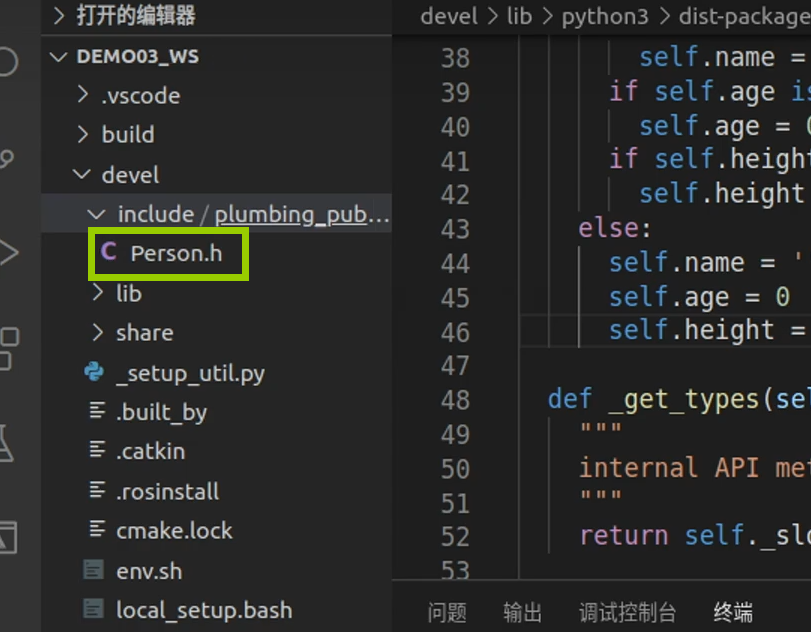 打开的编辑器
DEMO03_WS
.vscode
build
devel
include / plumbing_pub...
C Person.h
lib
share
_setup_util.py
.built_by
.catkin
.rosinstall
cmake.lock
env.sh
local_setup.bash
devel > lib > python3 > dist-package
38 self.name =
39 if self.age is
40 self.age = 0
41 if self.height
42 self.height
43 else:
44 self.name = '
45 self.age = 0
46 self.height =
47
48 def _get_types(sel
49 """
50 internal API met
51 """
52 return self._slo
53
问题 输出 调试控制台 终端